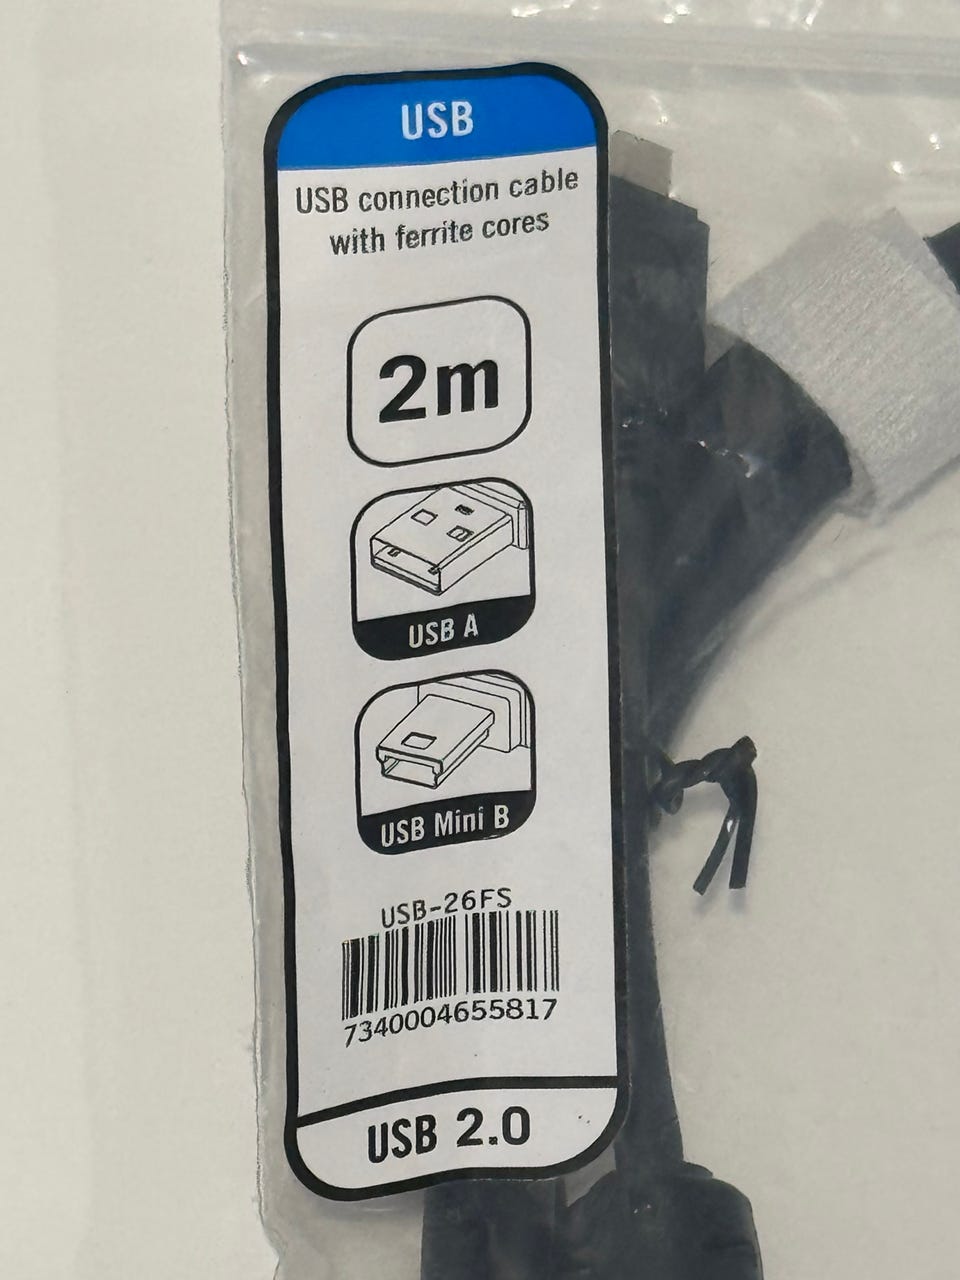 USB
USB connection cable
with ferrite cores
2m
USB A
USB Mini B
USB-26FS
7340004655817
USB 2.0